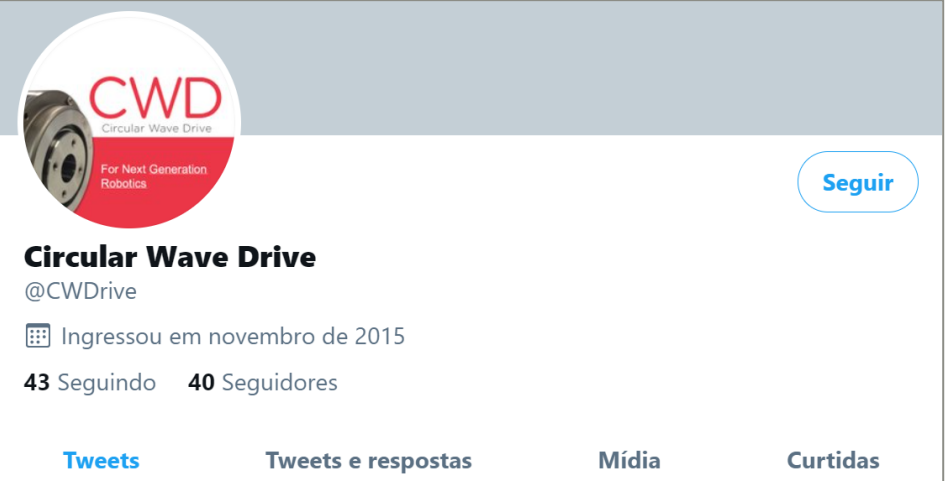 CWD
Circular Wave Drive
For Next Generation
Robotics
Seguir
Circular Wave Drive
@CWDrive
Ingressou em novembro de 2015
43 Seguindo 40 Seguidores
Tweets Tweets e respostas Mídia Curtidas